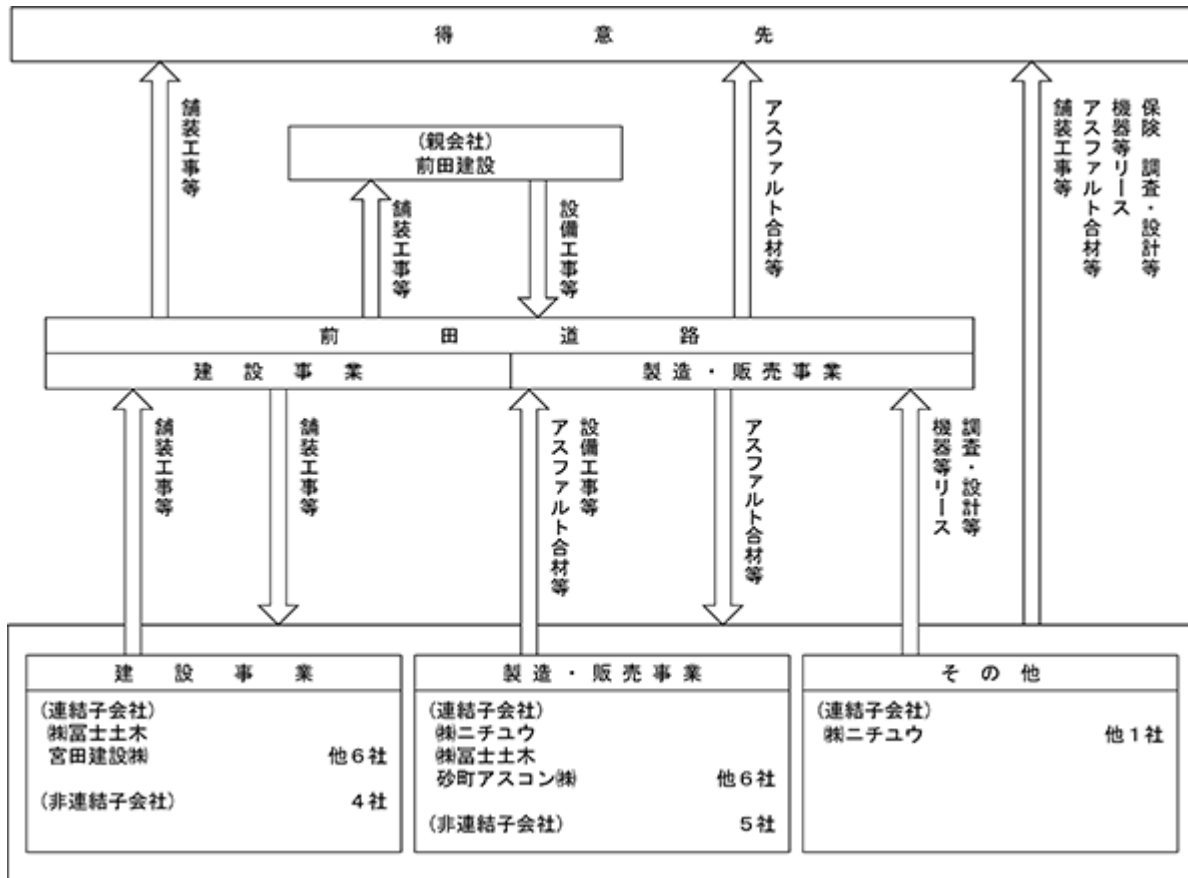 得意先
舗装工事等
(親会社)
前田建設
舗装工事等
設備工事等
アスファルト合材等
保険 調査・設計等
機器等リース
アスファルト合材等
舗装工事等
前田道路
建設事業
製造・販売事業
舗装工事等
舗装工事等
設備工事等
アスファルト合材等
アスファルト合材等
調査・設計等
機器等リース
建設事業
(連結子会社)
㈱冨士土木
宮田建設㈱ 他6社
(非連結子会社) 4社
製造・販売事業
(連結子会社)
㈱ニチユウ
㈱冨士土木
砂町アスコン㈱ 他6社
(非連結子会社) 5社
その他
(連結子会社)
㈱ニチユウ 他1社